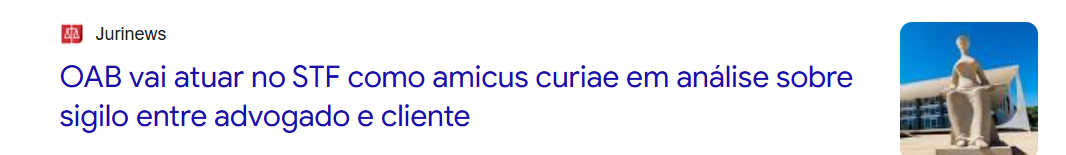 Jurinews
OAB vai atuar no STF como amicus curiae em análise sobre
sigilo entre advogado e cliente